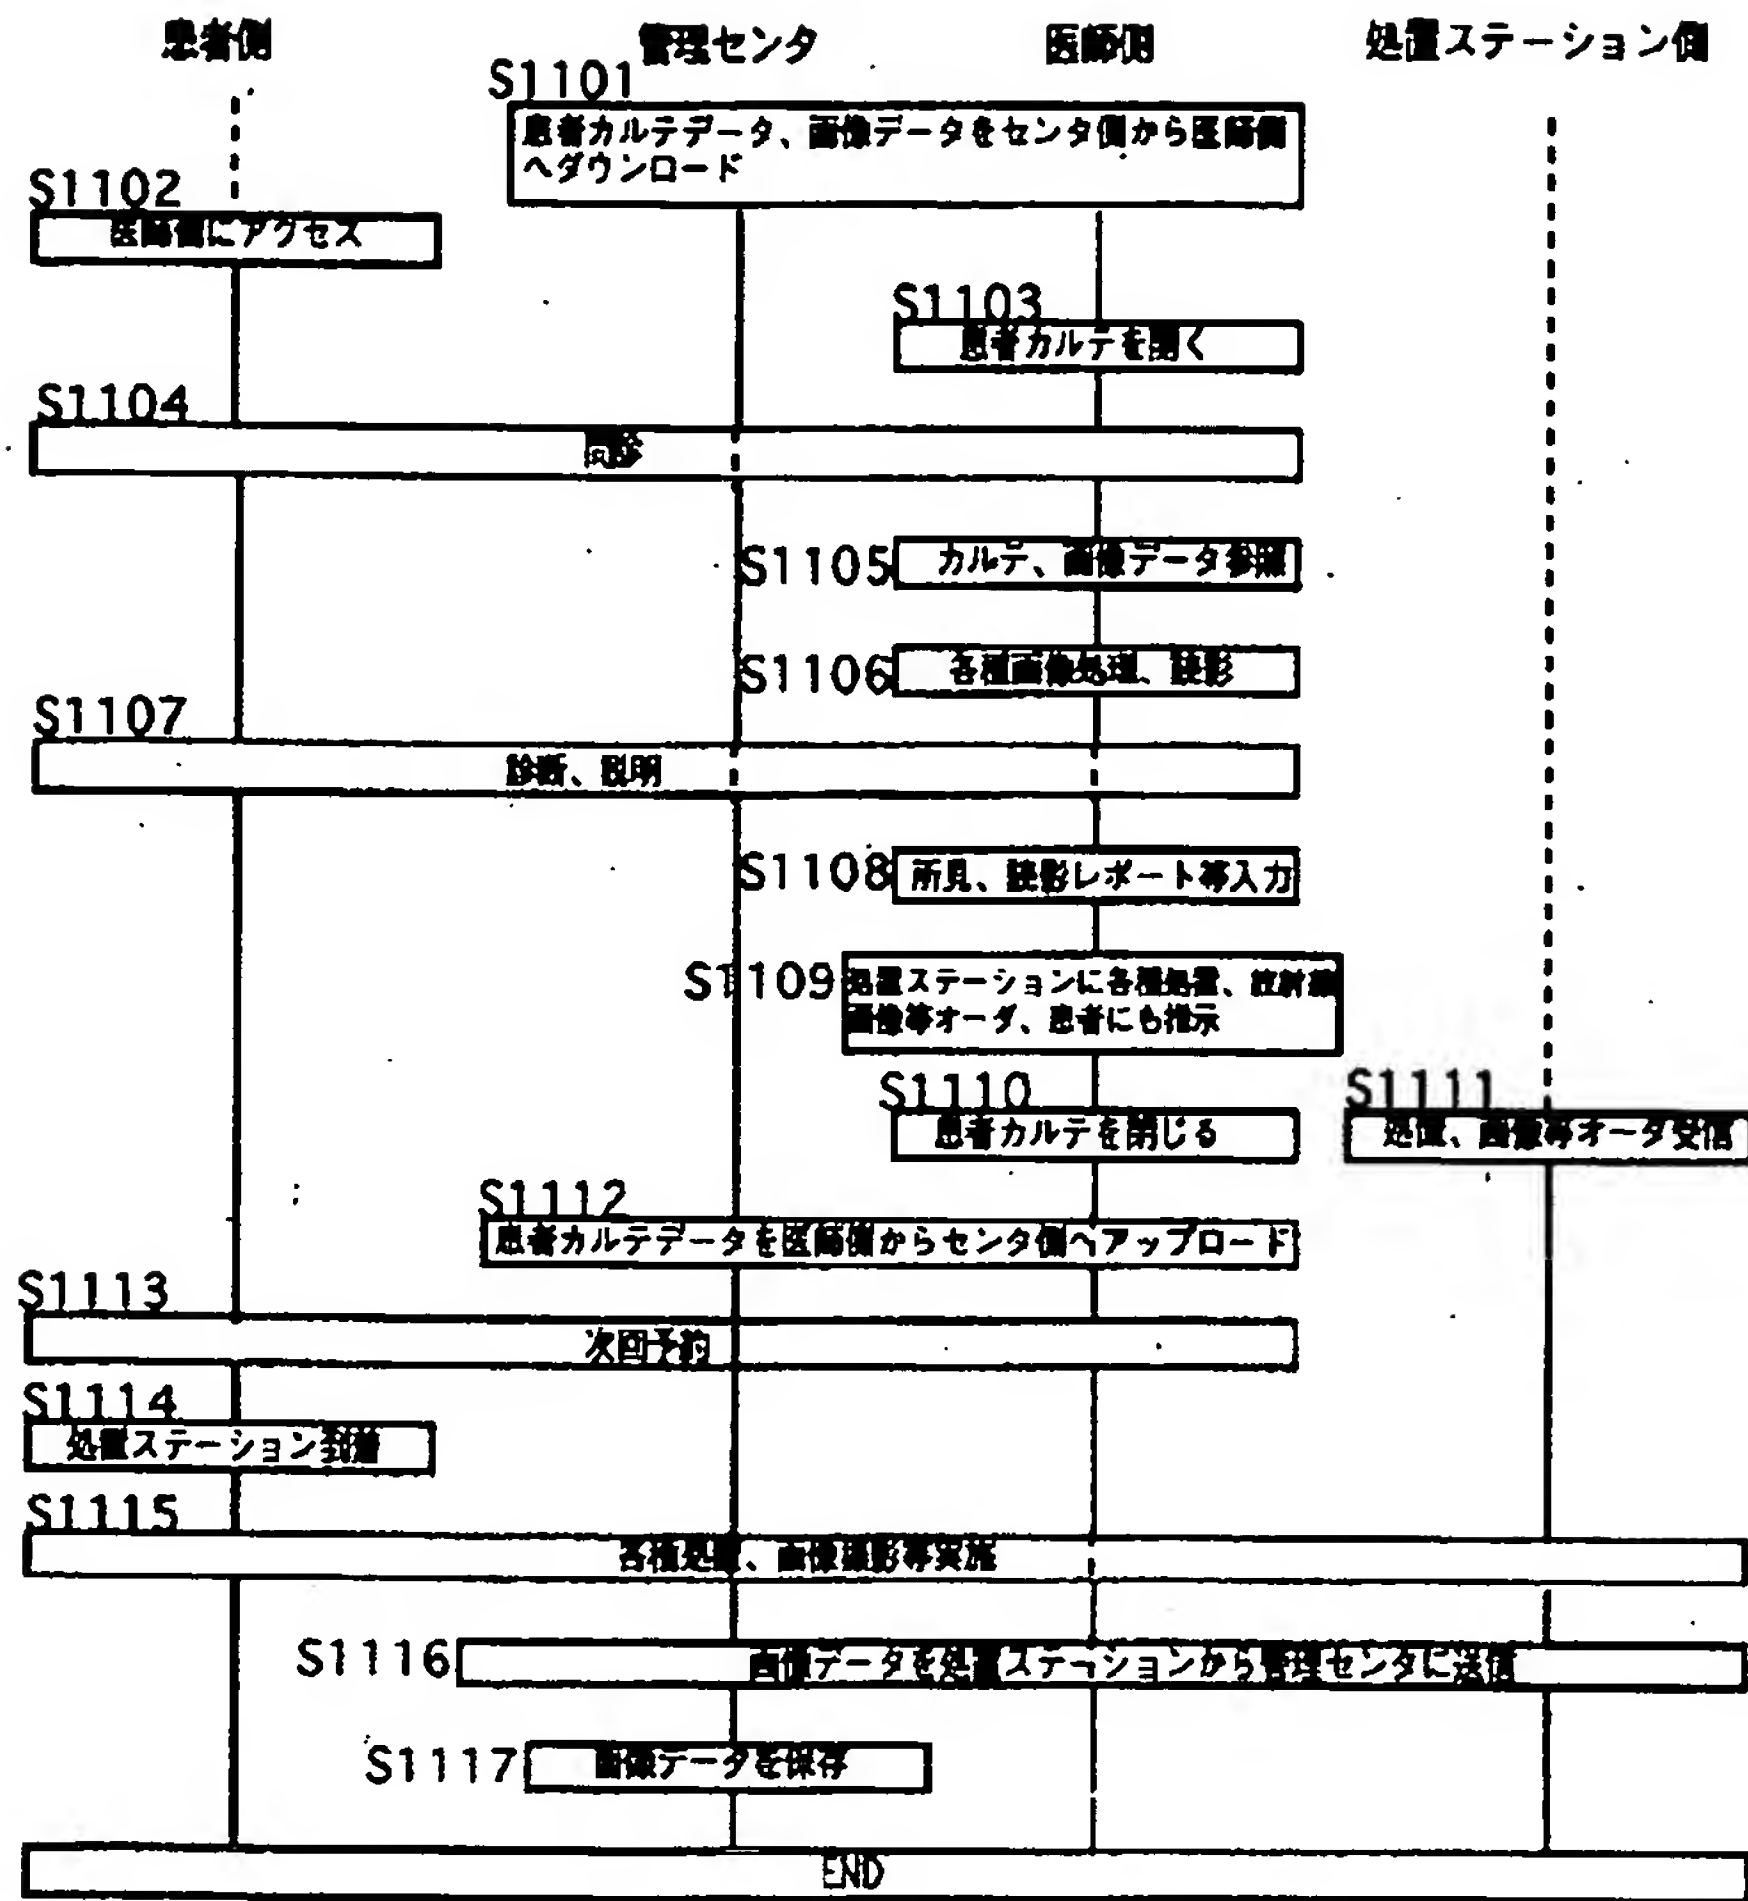 患者側
管理センタ
医師側
処置ステーション側
S1101
患者カルテデータ、画像データをセンタ側から医師側
へダウンロード
S1102
医師側にアクセス
S1103
患者カルテを開く
S1104
問診
S1105
カルテ、画像データ参照
S1106
各種画像処理、読影
S1107
診断、説明
S1108
所見、読影レポート等入力
S1109
処置ステーションに各種処置、放射線
画像等オーダ、患者にも指示
S1110
患者カルテを閉じる
S1111
処置、画像等オーダ受信
S1112
患者カルテデータを医師側からセンタ側へアップロード
S1113
次回予約
S1114
処置ステーション到着
S1115
各種処置、画像撮影等実施
S1116
画像データを処置ステーションから管理センタに送信
S1117
画像データを保存
END